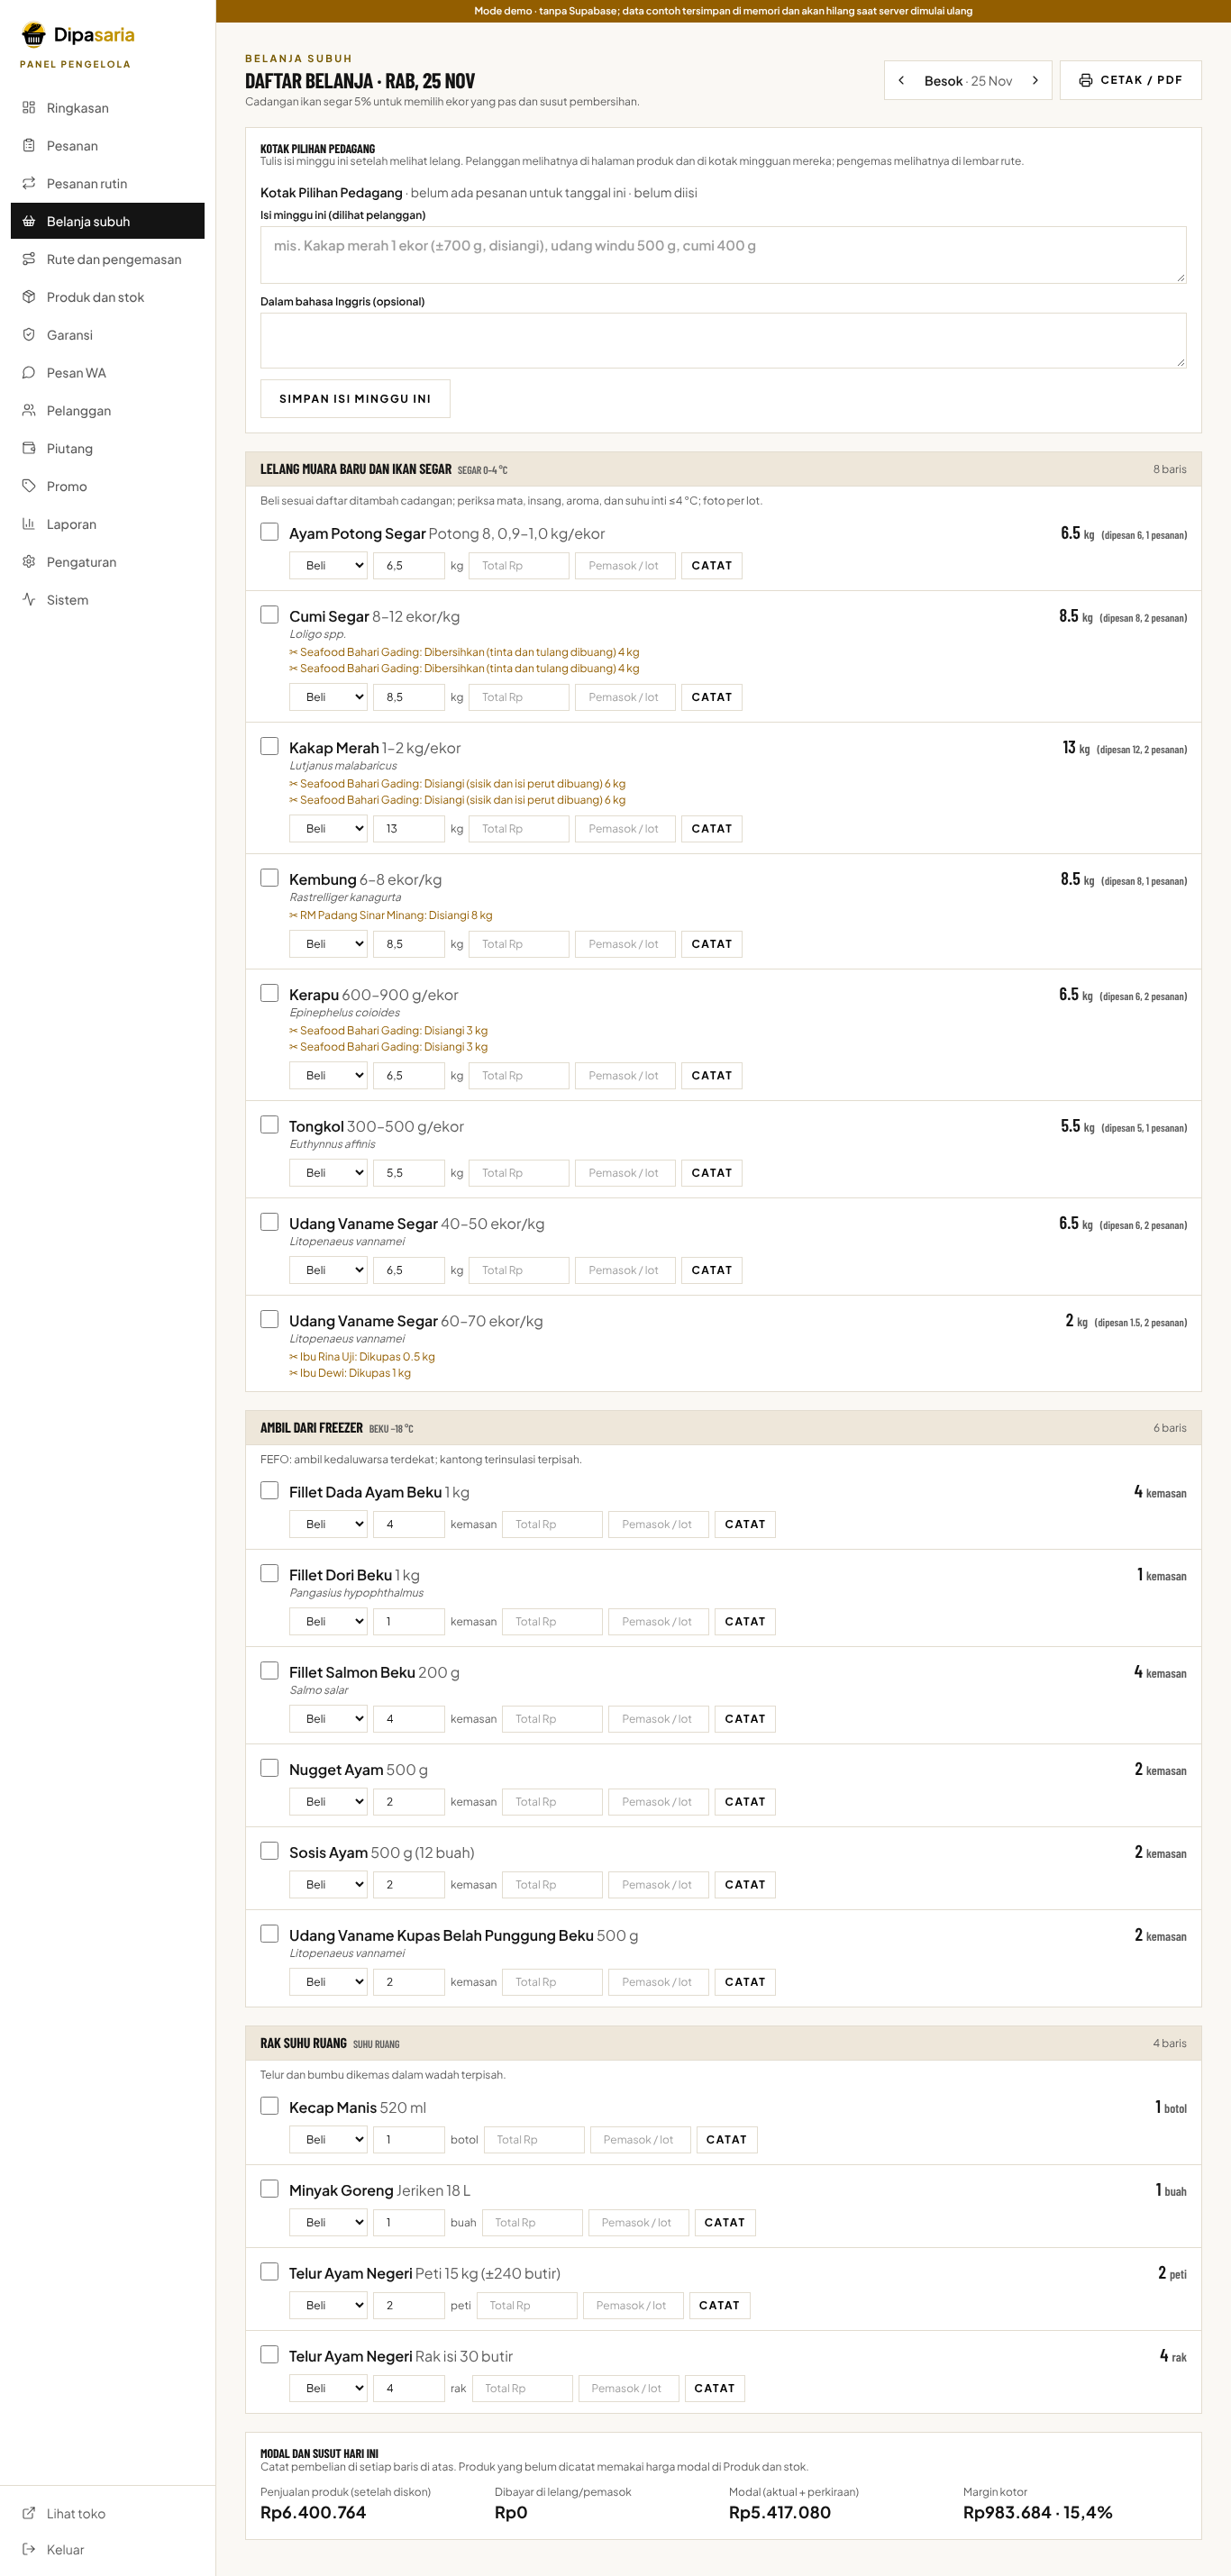 Mode demo · tanpa Supabase; data contoh tersimpan di memori dan akan hilang saat server dimulai ulang
Dipasaria
PANEL PENGELOLA
Ringkasan
Pesanan
Pesanan rutin
Belanja subuh
Rute dan pengemasan
Produk dan stok
Garansi
Pesan WA
Pelanggan
Piutang
Promo
Laporan
Pengaturan
Sistem
Lihat toko
Keluar
BELANJA SUBUH
DAFTAR BELANJA · RAB, 25 NOV
Cadangan ikan segar 5% untuk memilih ekor yang pas dan susut pembersihan.
Besok · 25 Nov
CETAK / PDF
KOTAK PILIHAN PEDAGANG
Tulis isi minggu ini setelah melihat lelang. Pelanggan melihatnya di halaman produk dan di kotak mingguan mereka; pengemas melihatnya di lembar rute.
Kotak Pilihan Pedagang · belum ada pesanan untuk tanggal ini · belum diisi
Isi minggu ini (dilihat pelanggan)
mis. Kakap merah 1 ekor (±700 g, disiangi), udang windu 500 g, cumi 400 g
Dalam bahasa Inggris (opsional)
SIMPAN ISI MINGGU INI
LELANG MUARA BARU DAN IKAN SEGAR SEGAR 0–4 °C 8 baris
Beli sesuai daftar ditambah cadangan; periksa mata, insang, aroma, dan suhu inti ≤4 °C; foto per lot.
Ayam Potong Segar Potong 8, 0,9–1,0 kg/ekor 6.5 kg (dipesan 6, 1 pesanan)
Beli 6,5 kg Total Rp Pemasok / lot CATAT
Cumi Segar 8–12 ekor/kg 8.5 kg (dipesan 8, 2 pesanan)
Loligo spp.
✂ Seafood Bahari Gading: Dibersihkan (tinta dan tulang dibuang) 4 kg
✂ Seafood Bahari Gading: Dibersihkan (tinta dan tulang dibuang) 4 kg
Beli 8,5 kg Total Rp Pemasok / lot CATAT
Kakap Merah 1–2 kg/ekor 13 kg (dipesan 12, 2 pesanan)
Lutjanus malabaricus
✂ Seafood Bahari Gading: Disiangi (sisik dan isi perut dibuang) 6 kg
✂ Seafood Bahari Gading: Disiangi (sisik dan isi perut dibuang) 6 kg
Beli 13 kg Total Rp Pemasok / lot CATAT
Kembung 6–8 ekor/kg 8.5 kg (dipesan 8, 1 pesanan)
Rastrelliger kanagurta
✂ RM Padang Sinar Minang: Disiangi 8 kg
Beli 8,5 kg Total Rp Pemasok / lot CATAT
Kerapu 600–900 g/ekor 6.5 kg (dipesan 6, 2 pesanan)
Epinephelus coioides
✂ Seafood Bahari Gading: Disiangi 3 kg
✂ Seafood Bahari Gading: Disiangi 3 kg
Beli 6,5 kg Total Rp Pemasok / lot CATAT
Tongkol 300–500 g/ekor 5.5 kg (dipesan 5, 1 pesanan)
Euthynnus affinis
Beli 5,5 kg Total Rp Pemasok / lot CATAT
Udang Vaname Segar 40–50 ekor/kg 6.5 kg (dipesan 6, 2 pesanan)
Litopenaeus vannamei
Beli 6,5 kg Total Rp Pemasok / lot CATAT
Udang Vaname Segar 60–70 ekor/kg 2 kg (dipesan 1.5, 2 pesanan)
Litopenaeus vannamei
✂ Ibu Rina Uji: Dikupas 0.5 kg
✂ Ibu Dewi: Dikupas 1 kg
AMBIL DARI FREEZER BEKU −18 °C 6 baris
FEFO: ambil kedaluwarsa terdekat; kantong terinsulasi terpisah.
Fillet Dada Ayam Beku 1 kg 4 kemasan
Beli 4 kemasan Total Rp Pemasok / lot CATAT
Fillet Dori Beku 1 kg 1 kemasan
Pangasius hypophthalmus
Beli 1 kemasan Total Rp Pemasok / lot CATAT
Fillet Salmon Beku 200 g 4 kemasan
Salmo salar
Beli 4 kemasan Total Rp Pemasok / lot CATAT
Nugget Ayam 500 g 2 kemasan
Beli 2 kemasan Total Rp Pemasok / lot CATAT
Sosis Ayam 500 g (12 buah) 2 kemasan
Beli 2 kemasan Total Rp Pemasok / lot CATAT
Udang Vaname Kupas Belah Punggung Beku 500 g 2 kemasan
Litopenaeus vannamei
Beli 2 kemasan Total Rp Pemasok / lot CATAT
RAK SUHU RUANG SUHU RUANG 4 baris
Telur dan bumbu dikemas dalam wadah terpisah.
Kecap Manis 520 ml 1 botol
Beli 1 botol Total Rp Pemasok / lot CATAT
Minyak Goreng Jeriken 18 L 1 buah
Beli 1 buah Total Rp Pemasok / lot CATAT
Telur Ayam Negeri Peti 15 kg (±240 butir) 2 peti
Beli 2 peti Total Rp Pemasok / lot CATAT
Telur Ayam Negeri Rak isi 30 butir 4 rak
Beli 4 rak Total Rp Pemasok / lot CATAT
MODAL DAN SUSUT HARI INI
Catat pembelian di setiap baris di atas. Produk yang belum dicatat memakai harga modal di Produk dan stok.
Penjualan produk (setelah diskon) Dibayar di lelang/pemasok Modal (aktual + perkiraan) Margin kotor
Rp6.400.764 Rp0 Rp5.417.080 Rp983.684 · 15,4%